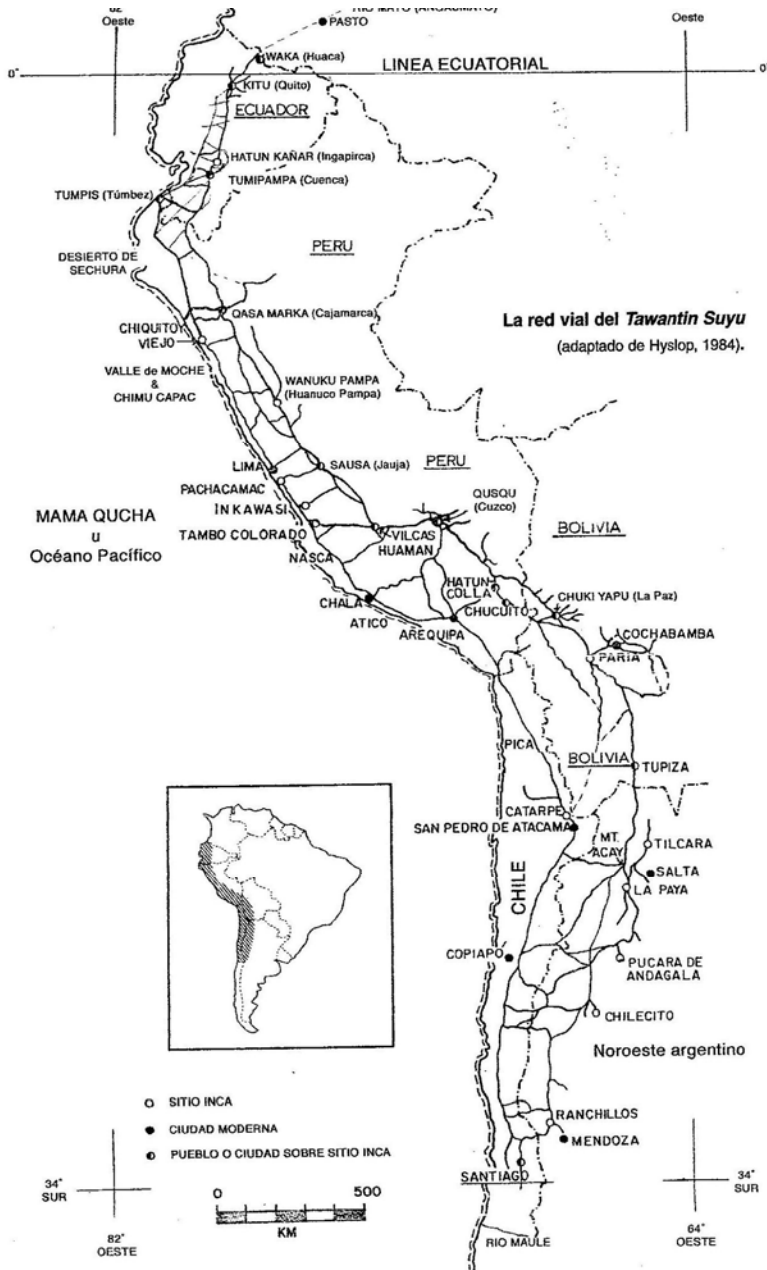 82°
Oeste
RIO MAYO (ANGASMAYO)
PASTO
Oeste
WAKA (Huaca)
LINEA ECUATORIAL
0°
0°
KITU (Quito)
ECUADOR
HATUN KAÑAR (Ingapirca)
TUMIPAMPA (Cuenca)
TUMPIS (Túmbez)
DESIERTO DE
SECHURA
PERU
QASA MARKA (Cajamarca)
La red vial del Tawantin Suyu
(adaptado de Hyslop, 1984).
CHIQUITOY
VIEJO
VALLE de MOCHE
&
CHIMU CAPAC
WANUKU PAMPA
(Huanuco Pampa)
LIMA
SAUSA (Jauja)
PERU
PACHACAMAC
QUSQU
(Cuzco)
INKAWASI
MAMA QUCHA
u
Océano Pacífico
TAMBO COLORADO
VILCAS
HUAMAN
BOLIVIA
NASCA
HATUN
COLLA
CHUKI YAPU (La Paz)
CHALA
CHUCUITO
ATICO
AREQUIPA
COCHABAMBA
PARIA
PICA
BOLIVIA
TUPIZA
CATARPE
SAN PEDRO DE ATACAMA
MT.
ACAY
TILCARA
SALTA
LA PAYA
CHILE
COPIAPO
PUCARA DE
ANDAGALA
CHILECITO
Noroeste argentino
SITIO INCA
CIUDAD MODERNA
PUEBLO O CIUDAD SOBRE SITIO INCA
RANCHILLOS
MENDOZA
SANTIAGO
34°
SUR
34°
SUR
0
500
KM
82°
OESTE
RIO MAULE
64°
OESTE